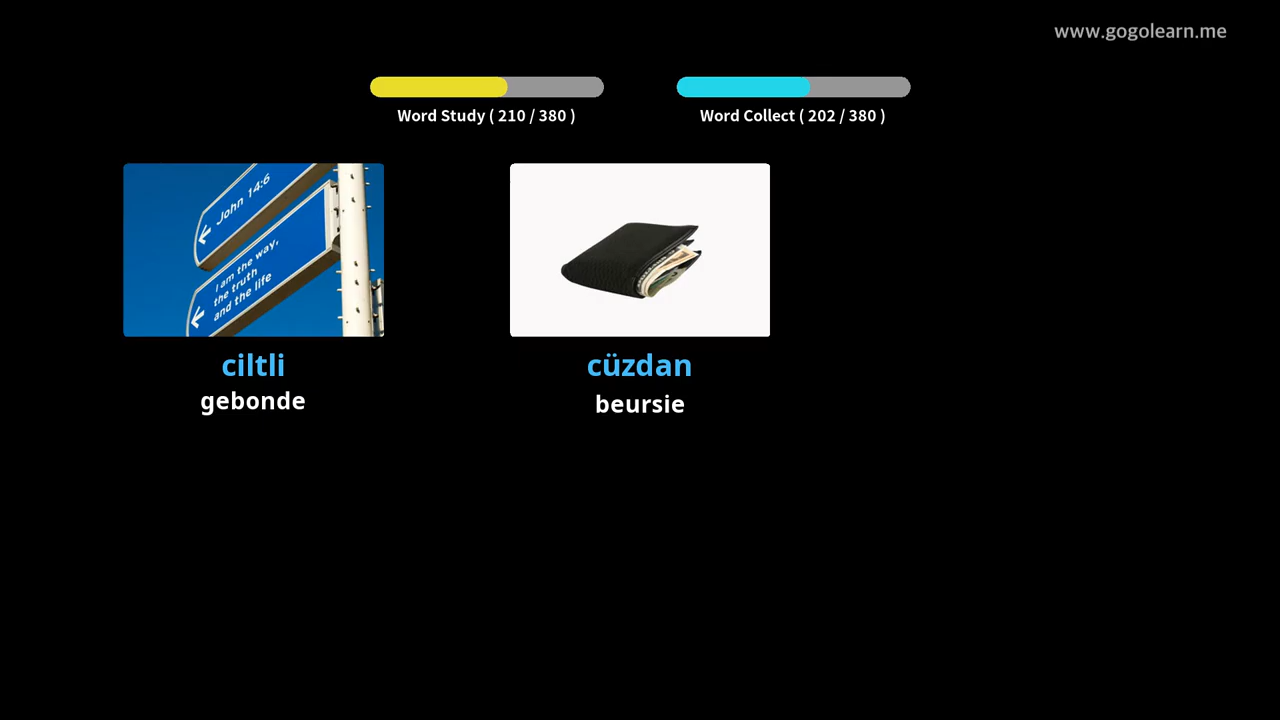 www.gogolearn.me
Word Study ( 210 / 380 )
Word Collect ( 202 / 380 )
John 14:6
I am the way,
the truth
and the life
ciltli
cüzdan
gebonde
beursie